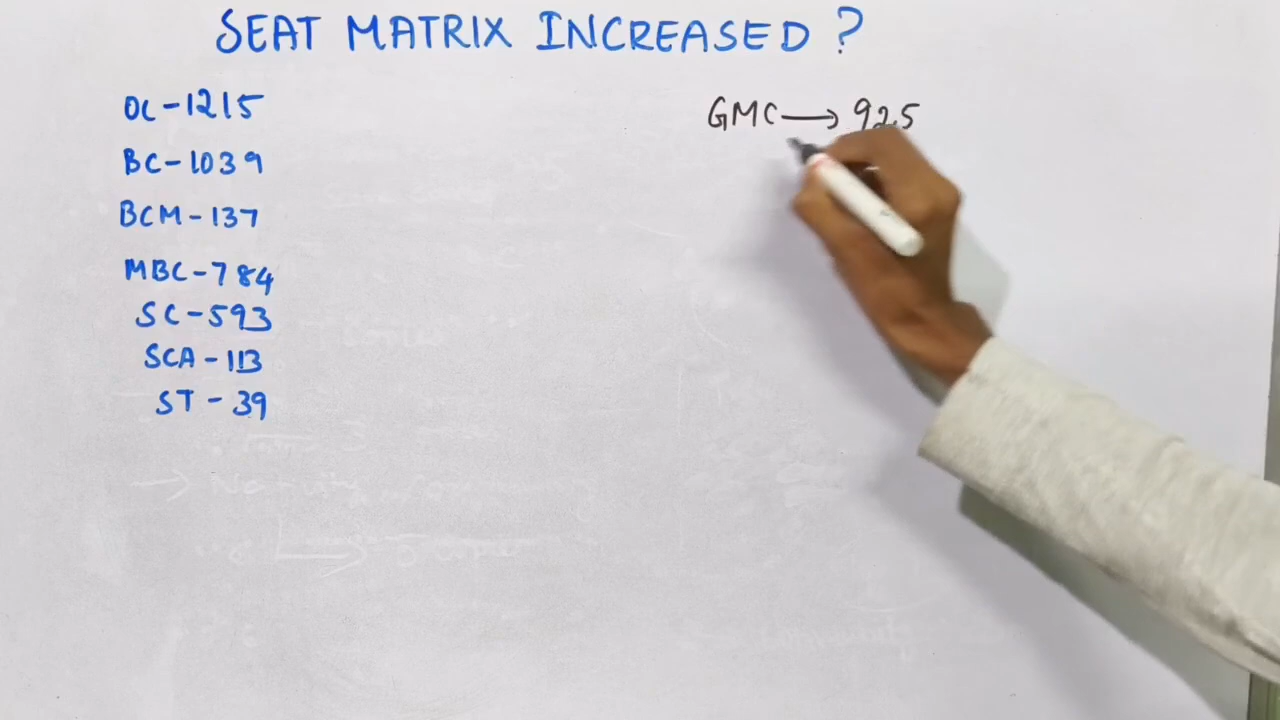 SEAT MATRIX INCREASED ?
OC-1215
BC-1039
BCM-137
MBC-784
SC-593
SCA-113
ST-39
GMC→925